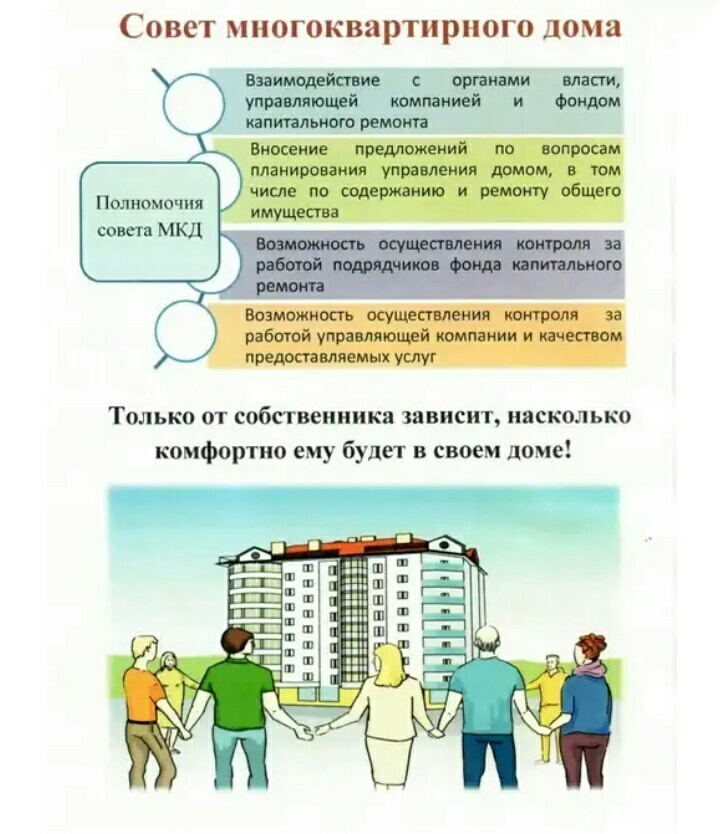 Совет многоквартирного дома
Взаимодействие с органами власти,
управляющей компанией и фондом
капитального ремонта
Вносение предложений по вопросам
планирования управления домом, в том
числе по содержанию и ремонту общего
имущества
Полномочия
совета МКД
Возможность осуществления контроля за
работой подрядчиков фонда капитального
ремонта
Возможность осуществления контроля за
работой управляющей компании и качеством
предоставляемых услуг
Только от собственника зависит, насколько
комфортно ему будет в своем доме!